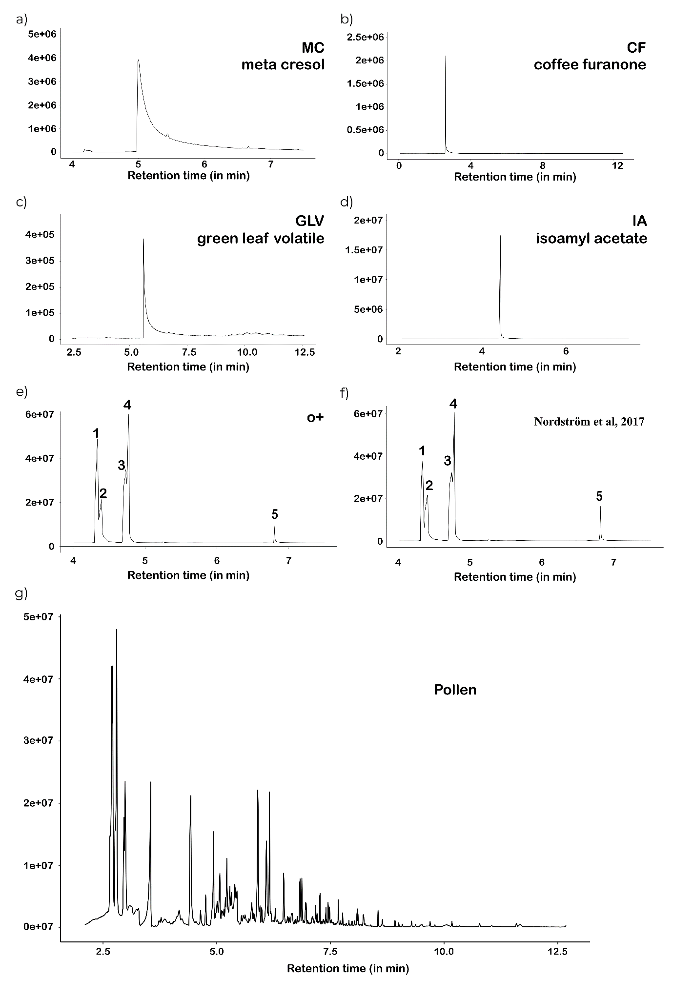 a)
MC
meta cresol
5e+06
4e+06
3e+06
2e+06
1e+06
0
4 5 6 7
Retention time (in min)
b)
CF
coffee furanone
2.5e+06
2e+06
1.5e+06
1e+06
0.5e+06
0
0 4 8 12
Retention time (in min)
c)
GLV
green leaf volatile
4e+05
3e+05
2e+05
1e+05
0
2.5 5.0 7.5 10.0 12.5
Retention time (in min)
d)
IA
isoamyl acetate
2e+07
1.5e+07
1e+07
5e+06
0
2 4 6
Retention time (in min)
e)
o+
6e+07
4e+07
2e+07
0
1
2
3
4
5
4 5 6 7
Retention time (in min)
f)
Nordström et al, 2017
6e+07
4e+07
2e+07
0
1
2
3
4
5
4 5 6 7
Retention time (in min)
g)
Pollen
5e+07
4e+07
3e+07
2e+07
1e+07
0e+07
2.5 5.0 7.5 10.0 12.5
Retention time (in min)